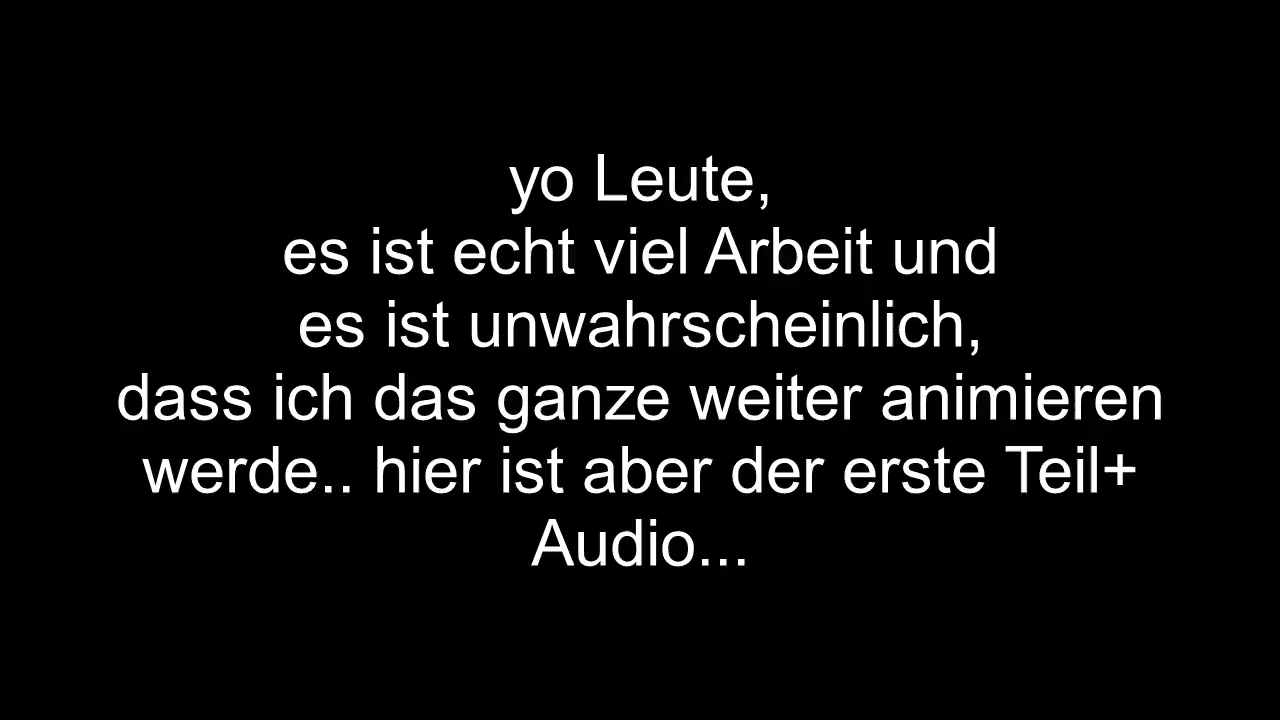 yo Leute,
es ist echt viel Arbeit und
es ist unwahrscheinlich,
dass ich das ganze weiter animieren
werde.. hier ist aber der erste Teil+
Audio...